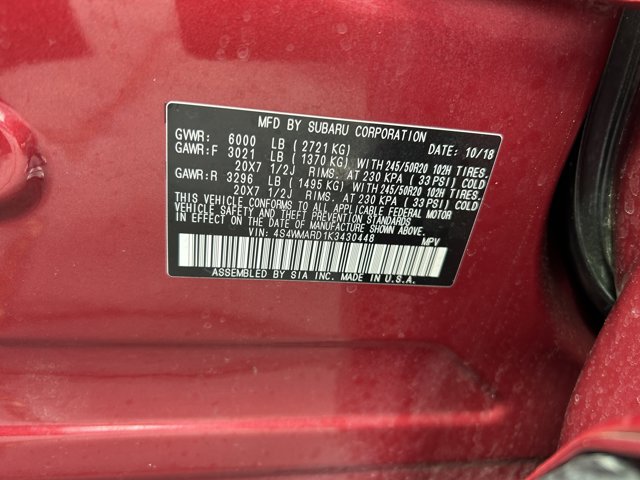 MFD BY SUBARU CORPORATION
GVWR: 6000 LB (2721 KG) DATE: 10/18
GAWR:F 3021 LB (1370 KG) WITH 245/50R20 102H TIRES,
20X7 1/2J RIMS, AT 230 KPA (33 PSI) COLD
GAWR:R 3296 LB (1495 KG) WITH 245/50R20 102H TIRES,
20X7 1/2J RIMS, AT 230 KPA (33 PSI) COLD
THIS VEHICLE CONFORMS TO ALL APPLICABLE FEDERAL MOTOR
VEHICLE SAFETY AND THEFT PREVENTION STANDARDS
IN EFFECT ON THE DATE OF MANUFACTURE SHOWN ABOVE.
VIN: 4S4WMARD1K3430448 MPV
ASSEMBLED BY SIA INC. MADE IN U.S.A.